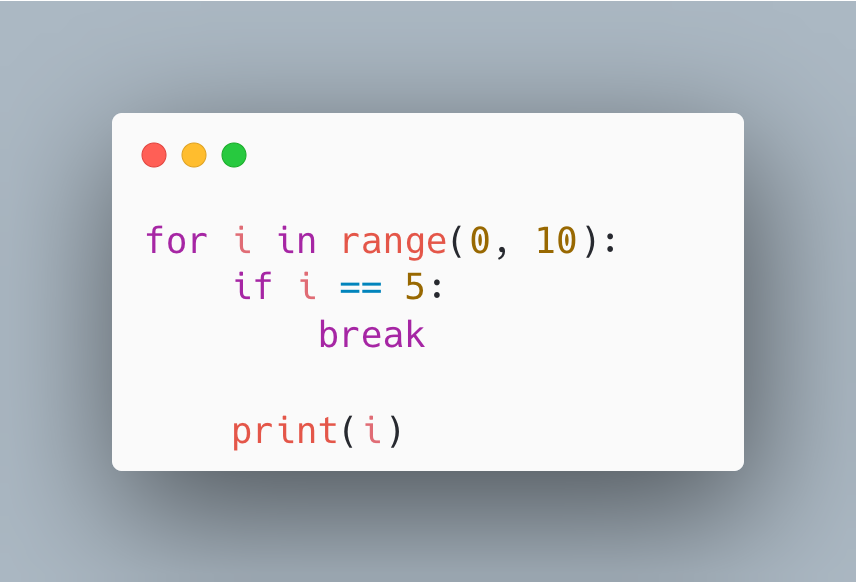 for i in range(0, 10):
    if i == 5:
        break

    print(i)